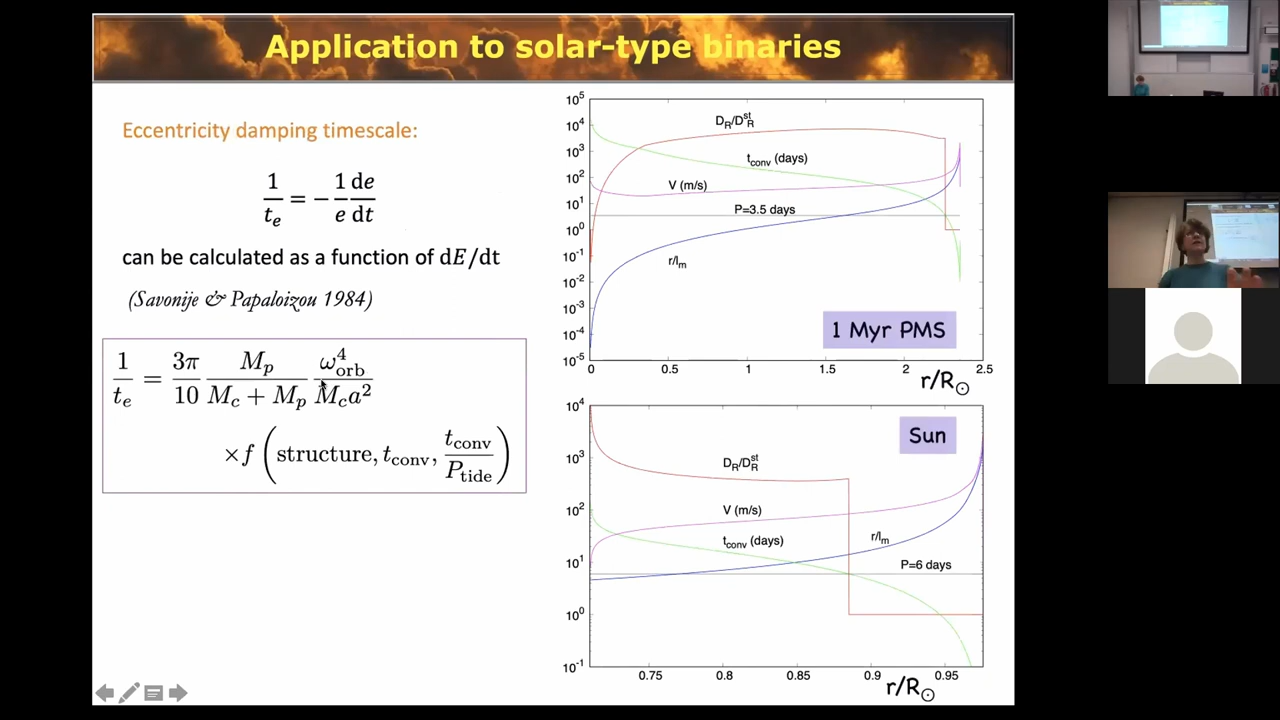 Application to solar-type binaries
Eccentricity damping timescale:
1/t_e = − 1/e de/dt
can be calculated as a function of dE/dt
(Savonije & Papaloizou 1984)
1/t_e = 3π/10 M_p/(M_c + M_p) ω_orb^4/(M_c a^2)
× f (structure, t_conv, t_conv/P_tide)
10^5
10^4
10^3
10^2
10^1
10^0
10^-1
10^-2
10^-3
10^-4
10^-5
D_R/D_R^st
t_conv (days)
V (m/s)
P=3.5 days
r/l_m
1 Myr PMS
0 0.5 1 1.5 2 2.5
r/R_⊙
10^4
10^3
10^2
10^1
10^0
10^-1
Sun
D_R/D_R^st
V (m/s)
t_conv (days)
r/l_m
P=6 days
0.75 0.8 0.85 0.9 0.95
r/R_⊙